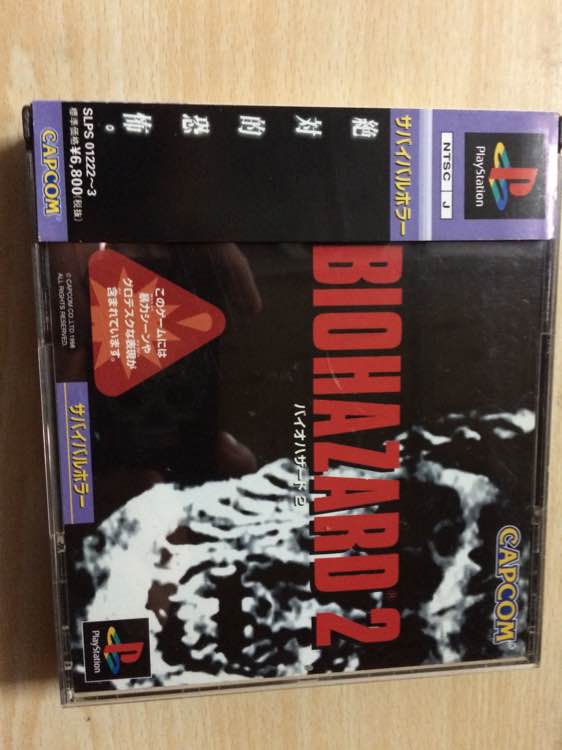 PlayStation
NTSC J
サバイバルホラー
絶対的恐怖。
SLPS 01222~3
標準価格¥6,800(税抜)
CAPCOM
BIOHAZARD 2
バイオハザード 2
このゲームには
暴力シーンや
グロテスクな表現が
含まれています。
© CAPCOM CO., LTD. 1998
ALL RIGHTS RESERVED.
サバイバルホラー
CAPCOM
PlayStation